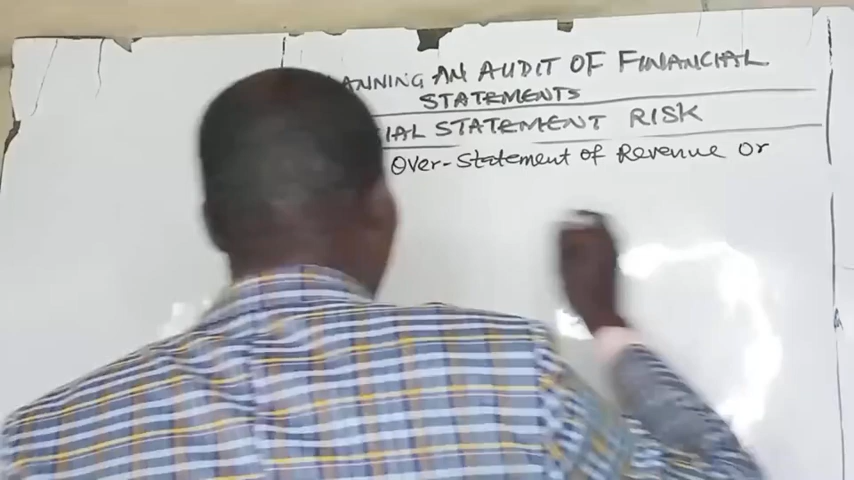 ANNING AN AUDIT OF FINANCIAL
STATEMENTS
IAL STATEMENT RISK
Over-Statement of Revenue Or